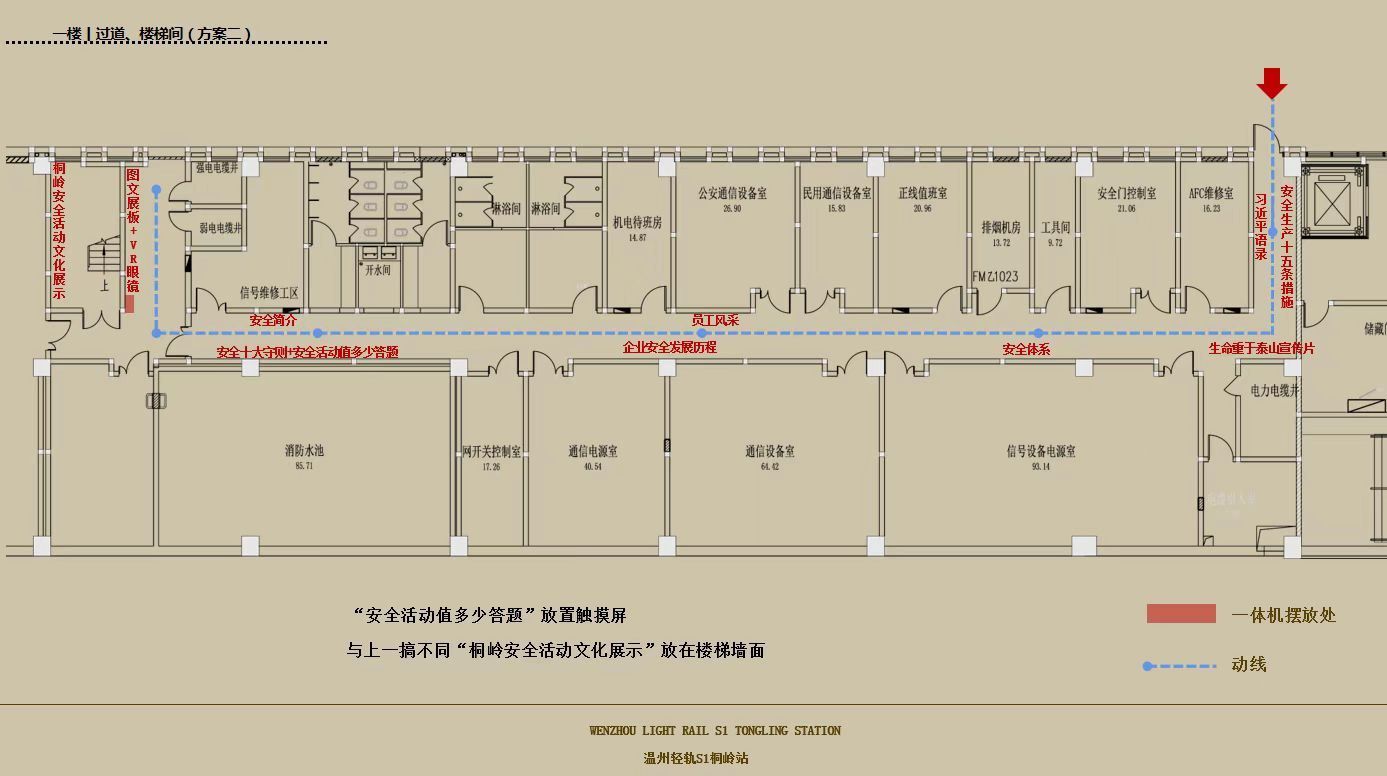 一楼丨过道、楼梯间（方案二）
桐岭安全活动文化展示
图文展板+VR眼镜
强电电缆井
弱电电缆井
上
信号维修工区
开水间
淋浴间
淋浴间
机电待班房
14.87
公安通信设备室
26.90
民用通信设备室
15.83
正线值班室
20.96
排烟机房
13.72
FM乙1023
工具间
9.72
安全门控制室
21.06
AFC维修室
16.23
习近平语录
安全生产十五条措施
安全简介
员工风采
安全十大守则+安全活动值多少答题
企业安全发展历程
安全体系
生命重于泰山宣传片
电力电缆井
消防水池
85.71
网开关控制室
17.26
通信电源室
40.54
通信设备室
64.42
信号设备电源室
93.14
“安全活动值多少答题”放置触摸屏
与上一搞不同“桐岭安全活动文化展示”放在楼梯墙面
一体机摆放处
动线
WENZHOU LIGHT RAIL S1 TONGLING STATION
温州轻轨S1桐岭站